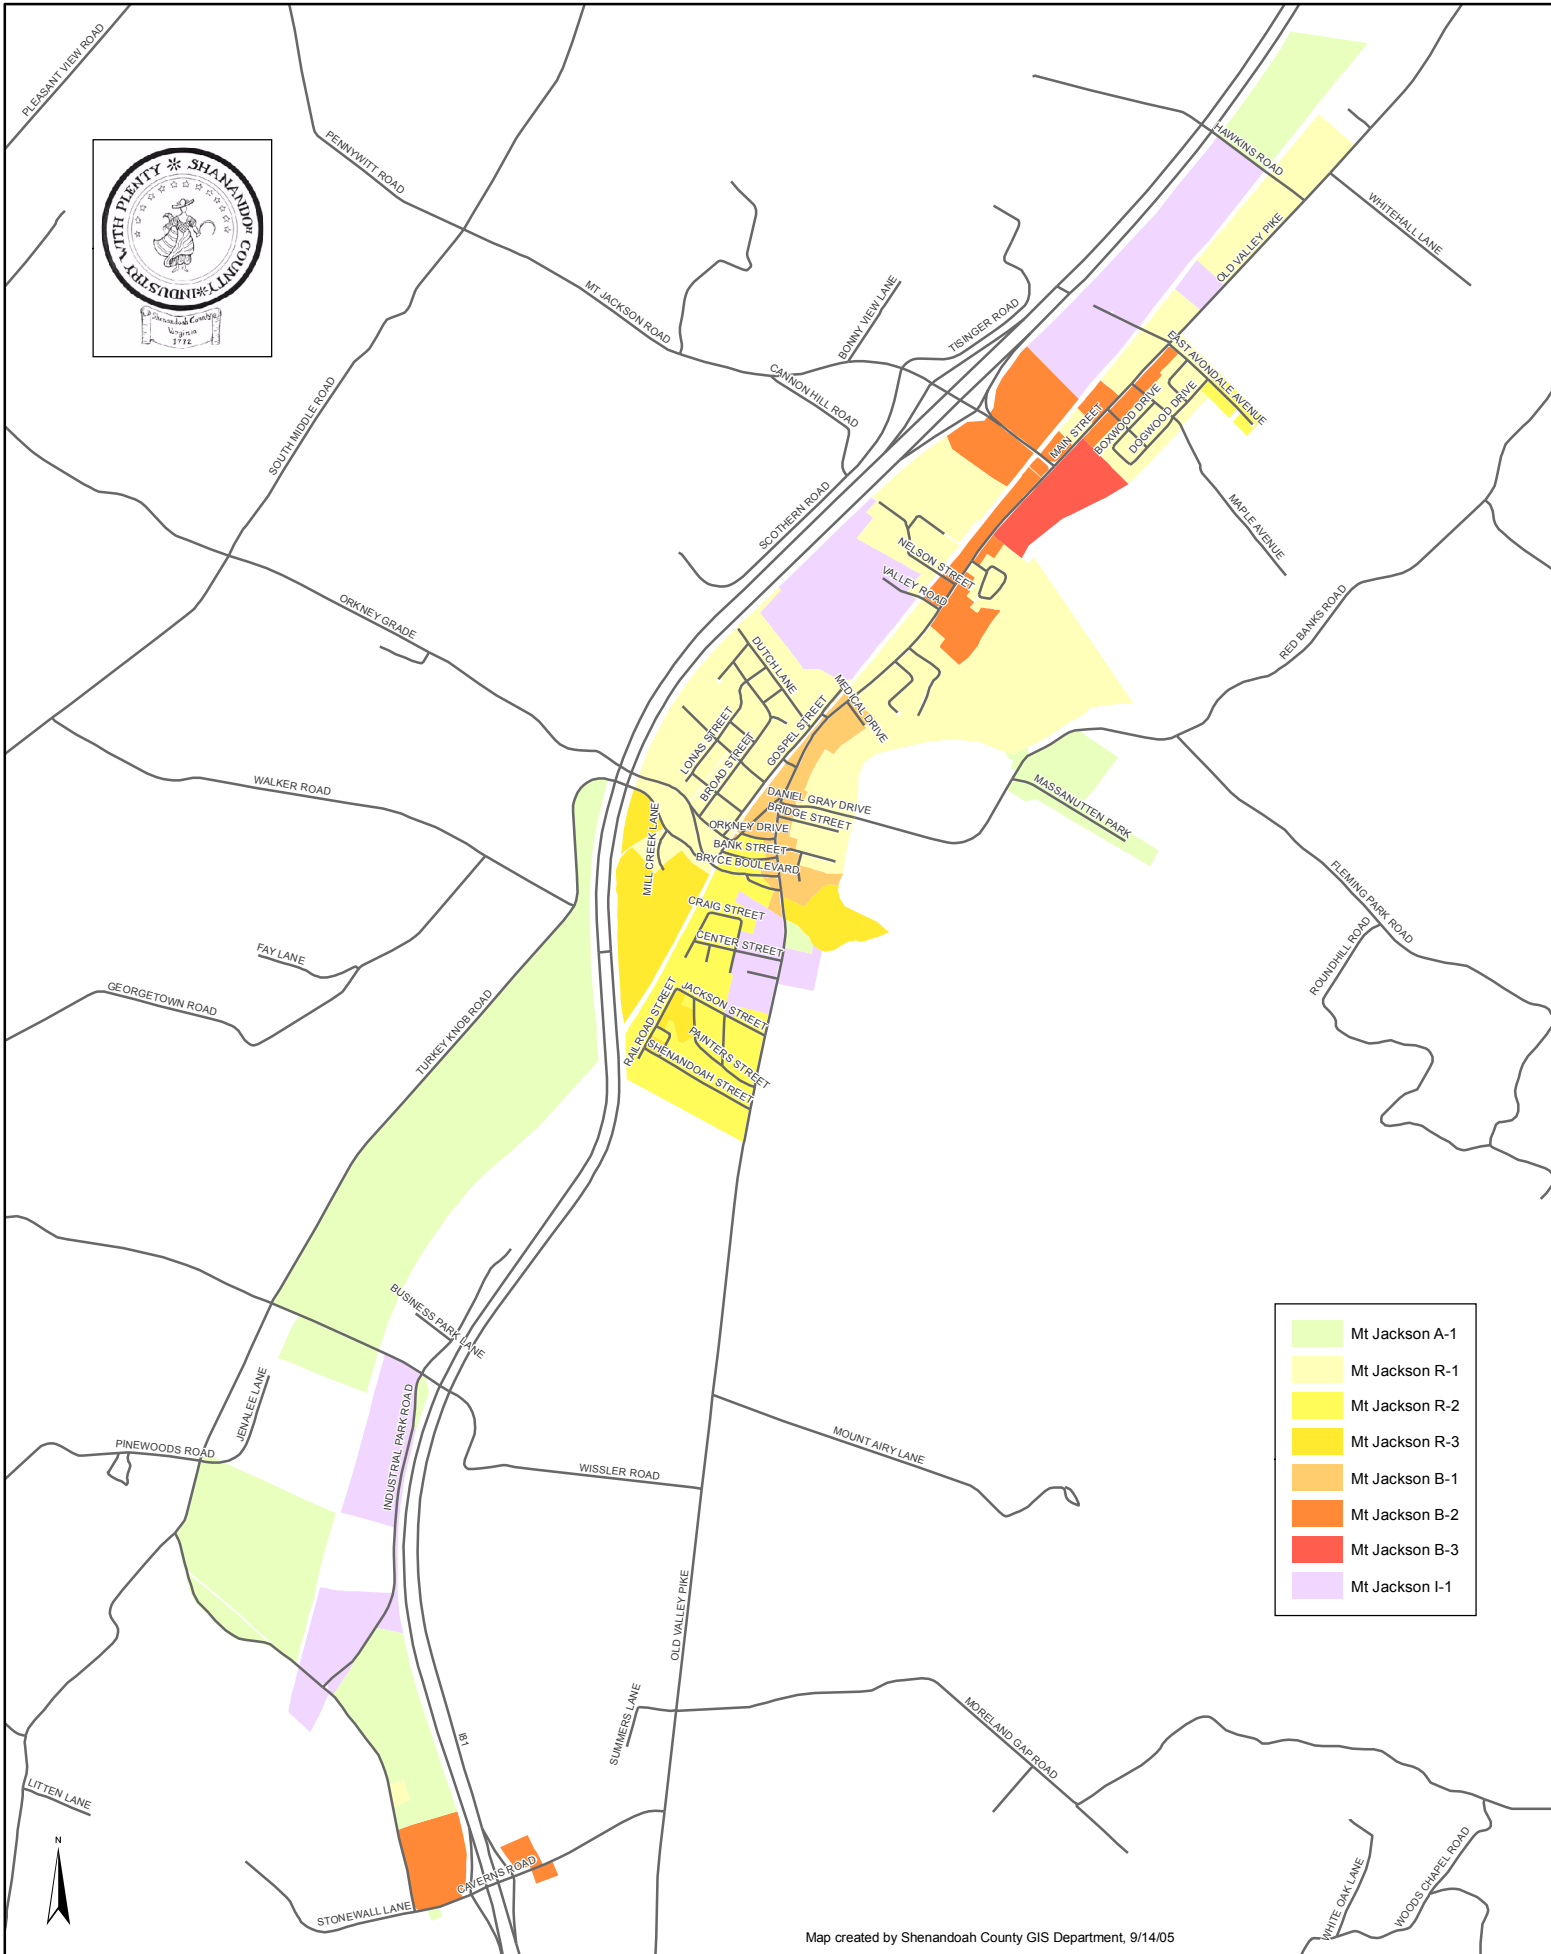 PLEASANT VIEW ROAD
INDUSTRY WITH PLENTY ✻ SHANANDOʜ COUNTY✻
Shenandoah County
Virginia
1772
PENNYWITT ROAD
HAWKINS ROAD
WHITEHALL LANE
OLD VALLEY PIKE
MT JACKSON ROAD
BONNY VIEW LANE
TISINGER ROAD
EAST AVONDALE AVENUE
CANNON HILL ROAD
BOXWOOD DRIVE
DOGWOOD DRIVE
MAIN STREET
SOUTH MIDDLE ROAD
SCOTHERN ROAD
MAPLE AVENUE
NELSON STREET
VALLEY ROAD
ORKNEY GRADE
RED BANKS ROAD
DUTCH LANE
MEDICAL DRIVE
GOSPEL STREET
LONAS STREET
BROAD STREET
WALKER ROAD
MASSANUTTEN PARK
DANIEL GRAY DRIVE
BRIDGE STREET
ORKNEY DRIVE
BANK STREET
BRYCE BOULEVARD
MILL CREEK LANE
CRAIG STREET
CENTER STREET
FLEMING PARK ROAD
ROUNDHILL ROAD
FAY LANE
GEORGETOWN ROAD
TURKEY KNOB ROAD
JACKSON STREET
RAILROAD STREET
PAINTERS STREET
SHENANDOAH STREET
BUSINESS PARK LANE
Mt Jackson A-1
Mt Jackson R-1
Mt Jackson R-2
Mt Jackson R-3
Mt Jackson B-1
Mt Jackson B-2
Mt Jackson B-3
Mt Jackson I-1
JENALEE LANE
INDUSTRIAL PARK ROAD
PINEWOODS ROAD
WISSLER ROAD
MOUNT AIRY LANE
OLD VALLEY PIKE
SUMMERS LANE
MORELAND GAP ROAD
I81
LITTEN LANE
N
CAVERNS ROAD
STONEWALL LANE
WHITE OAK LANE
WOODS CHAPEL ROAD
Map created by Shenandoah County GIS Department, 9/14/05